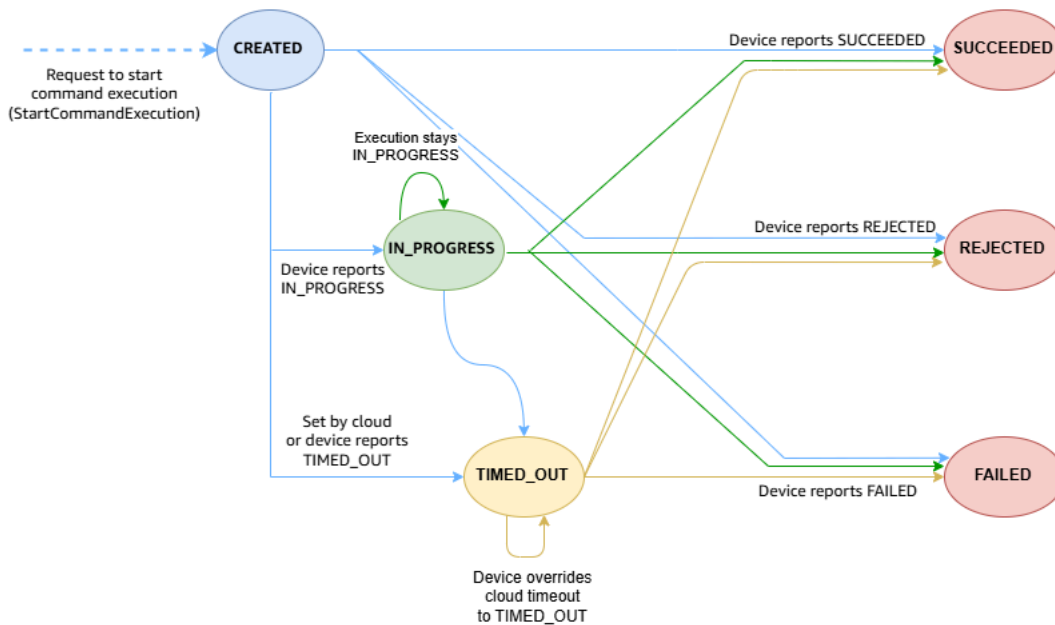 CREATED
Device reports SUCCEEDED
SUCCEEDED
Request to start
command execution
(StartCommandExecution)
Execution stays
IN_PROGRESS
Device reports REJECTED
IN_PROGRESS
REJECTED
Device reports
IN_PROGRESS
Set by cloud
or device reports
TIMED_OUT
TIMED_OUT
FAILED
Device reports FAILED
Device overrides
cloud timeout
to TIMED_OUT